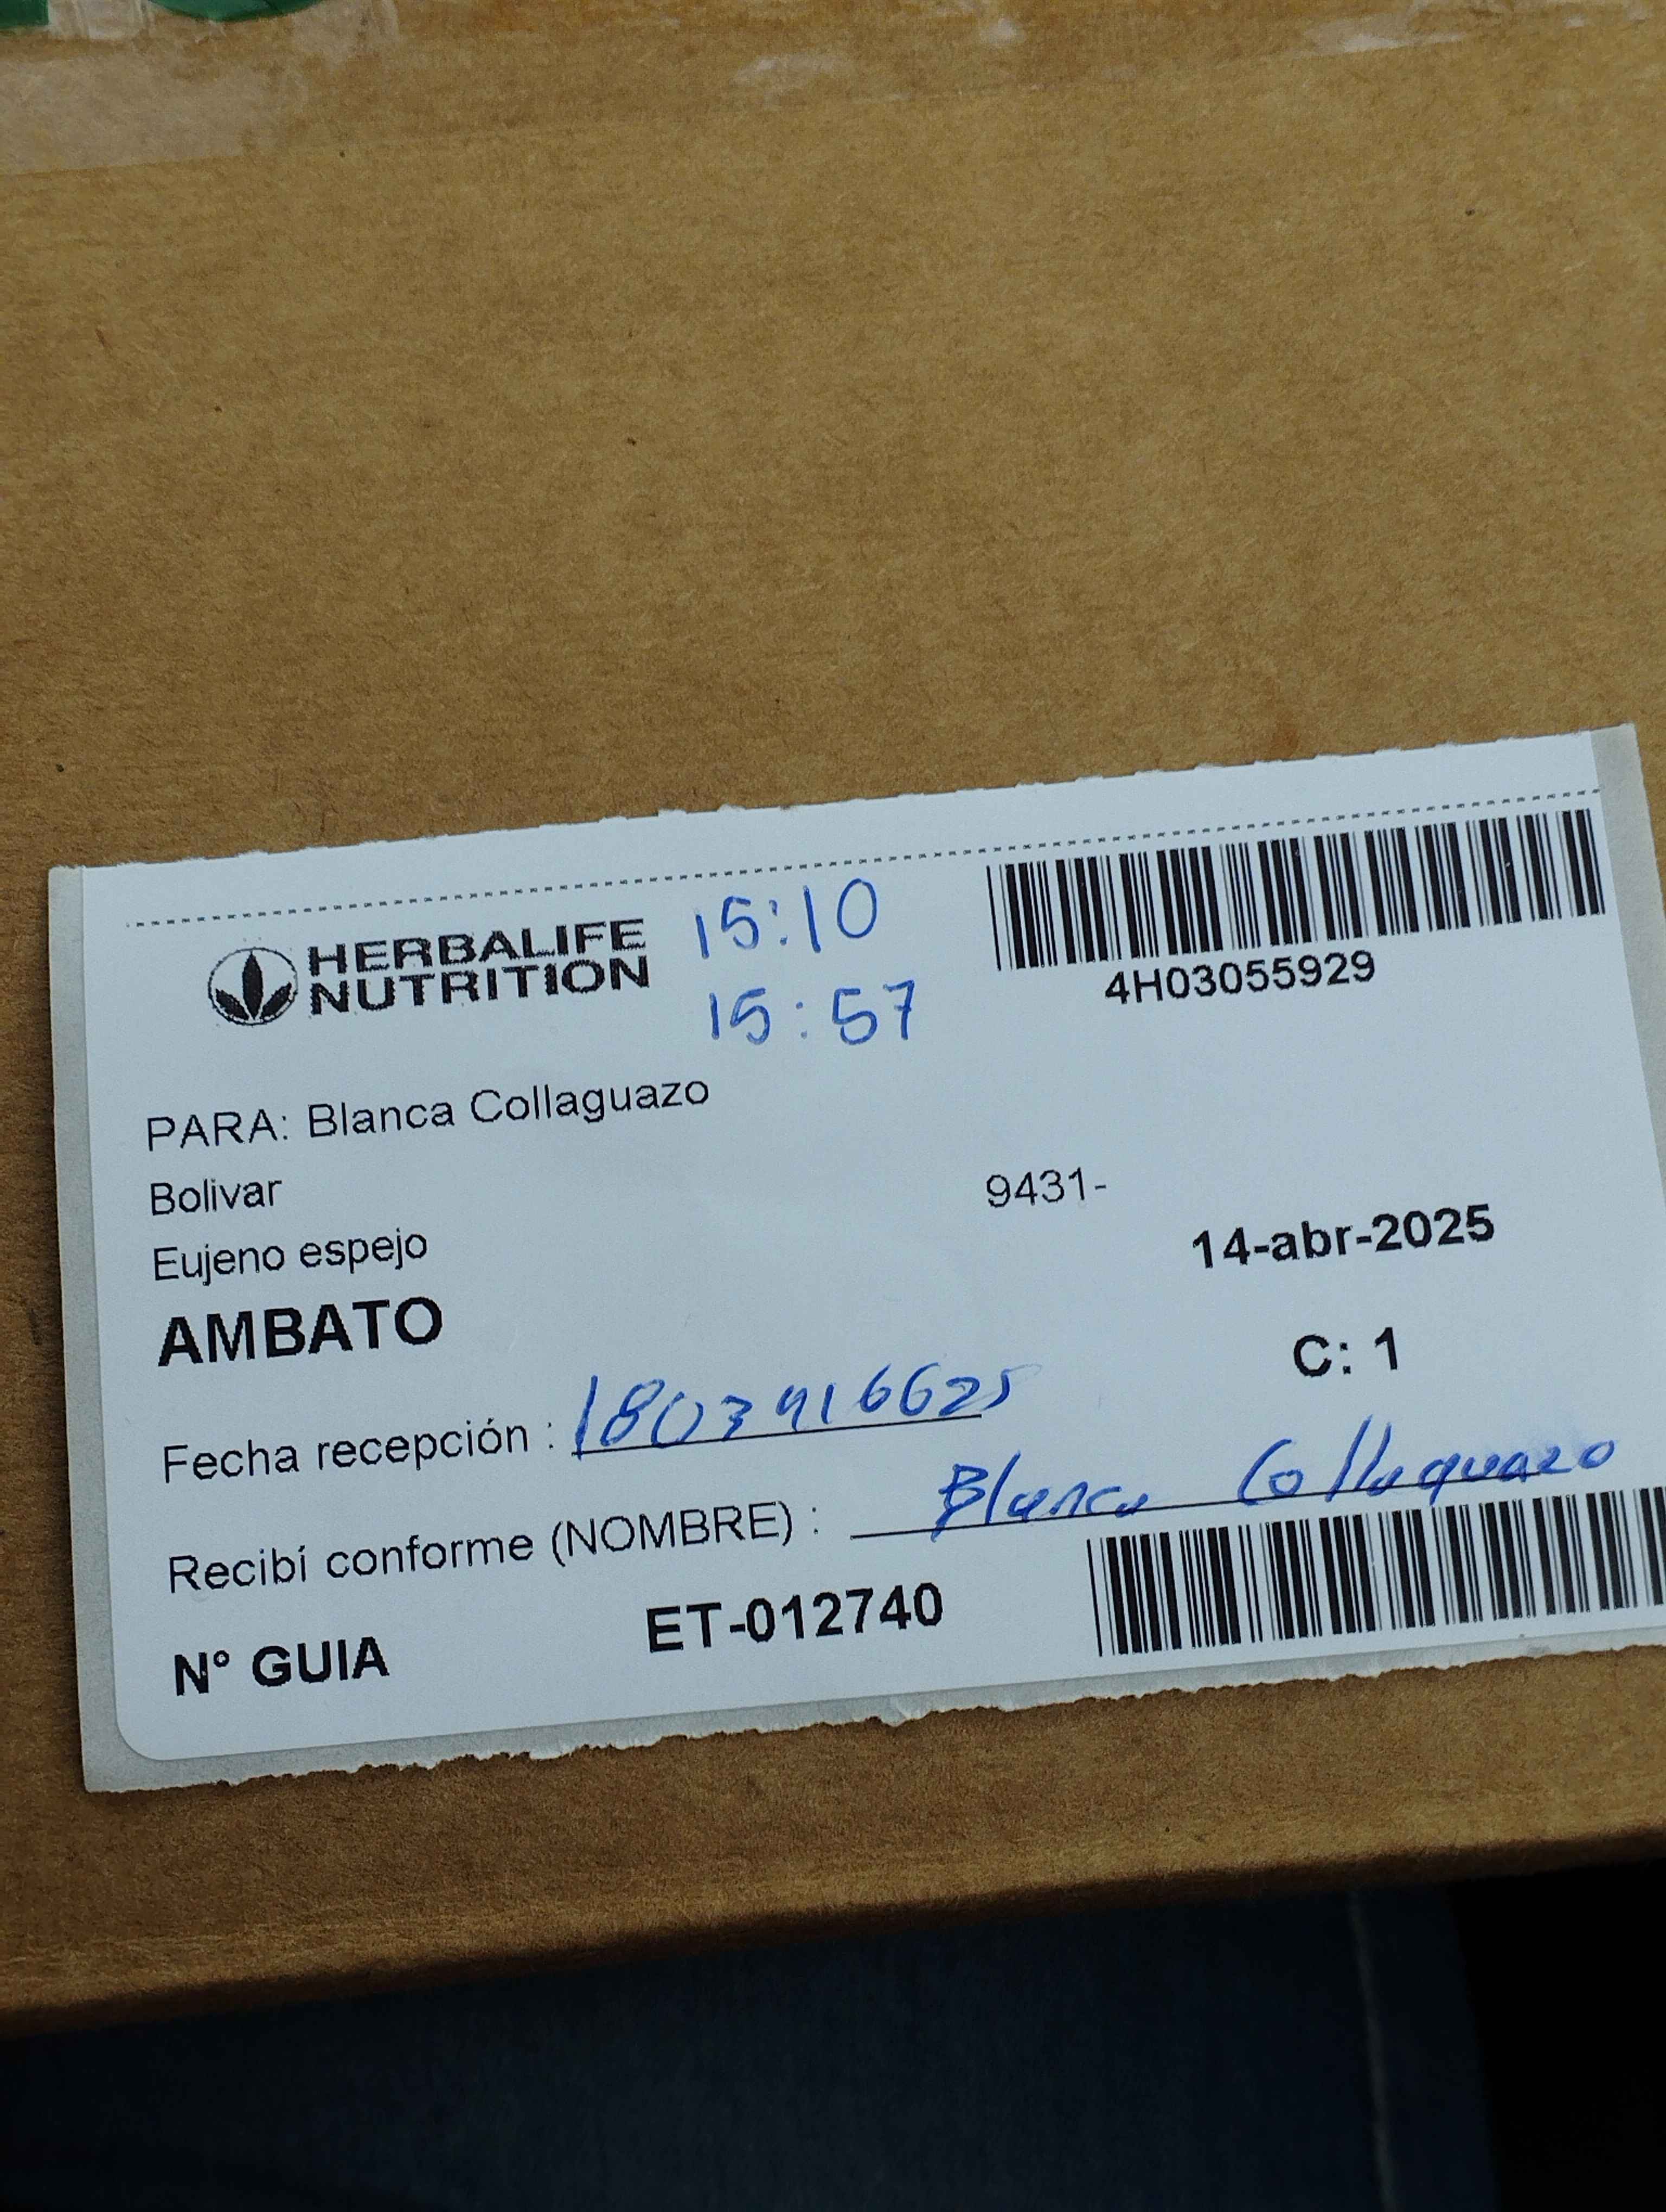 HERBALIFE
NUTRITION
15:10
15:57
4H03055929
PARA: Blanca Collaguazo
Bolivar
9431-
Eujeno espejo
14-abr-2025
AMBATO
C: 1
Fecha recepción : 1803916625
Recibí conforme (NOMBRE) : Blanca Collaguazo
N° GUIA ET-012740